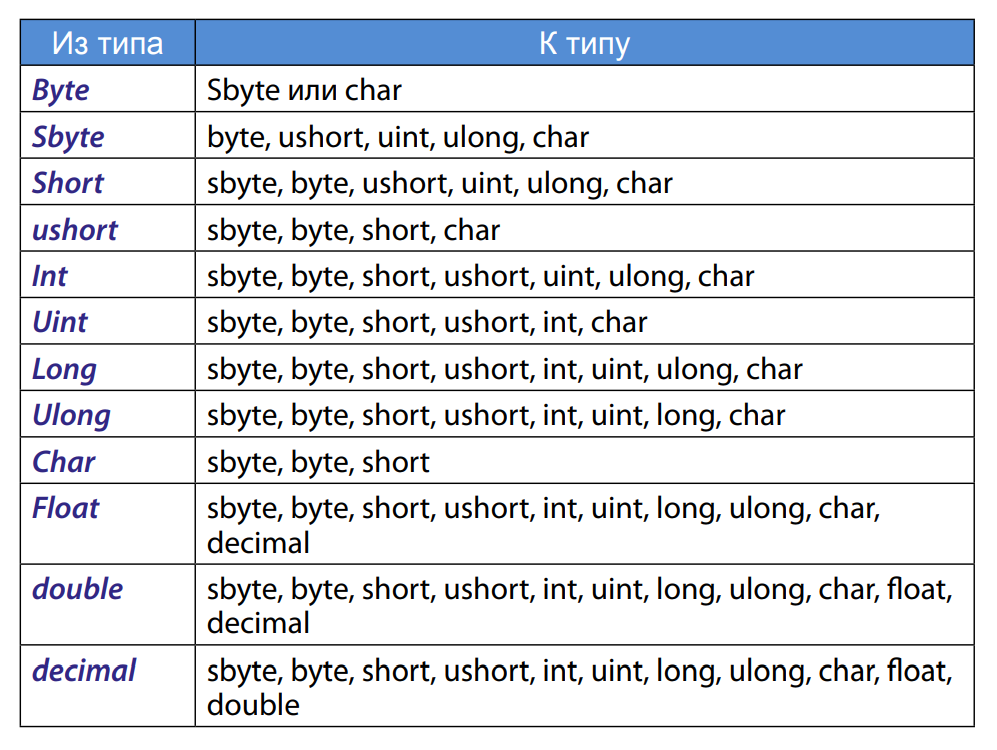 Из типа К типу
Byte Sbyte или char
Sbyte byte, ushort, uint, ulong, char
Short sbyte, byte, ushort, uint, ulong, char
ushort sbyte, byte, short, char
Int sbyte, byte, short, ushort, uint, ulong, char
Uint sbyte, byte, short, ushort, int, char
Long sbyte, byte, short, ushort, int, uint, ulong, char
Ulong sbyte, byte, short, ushort, int, uint, long, char
Char sbyte, byte, short
Float sbyte, byte, short, ushort, int, uint, long, ulong, char,
decimal
double sbyte, byte, short, ushort, int, uint, long, ulong, char, float,
decimal
decimal sbyte, byte, short, ushort, int, uint, long, ulong, char, float,
double